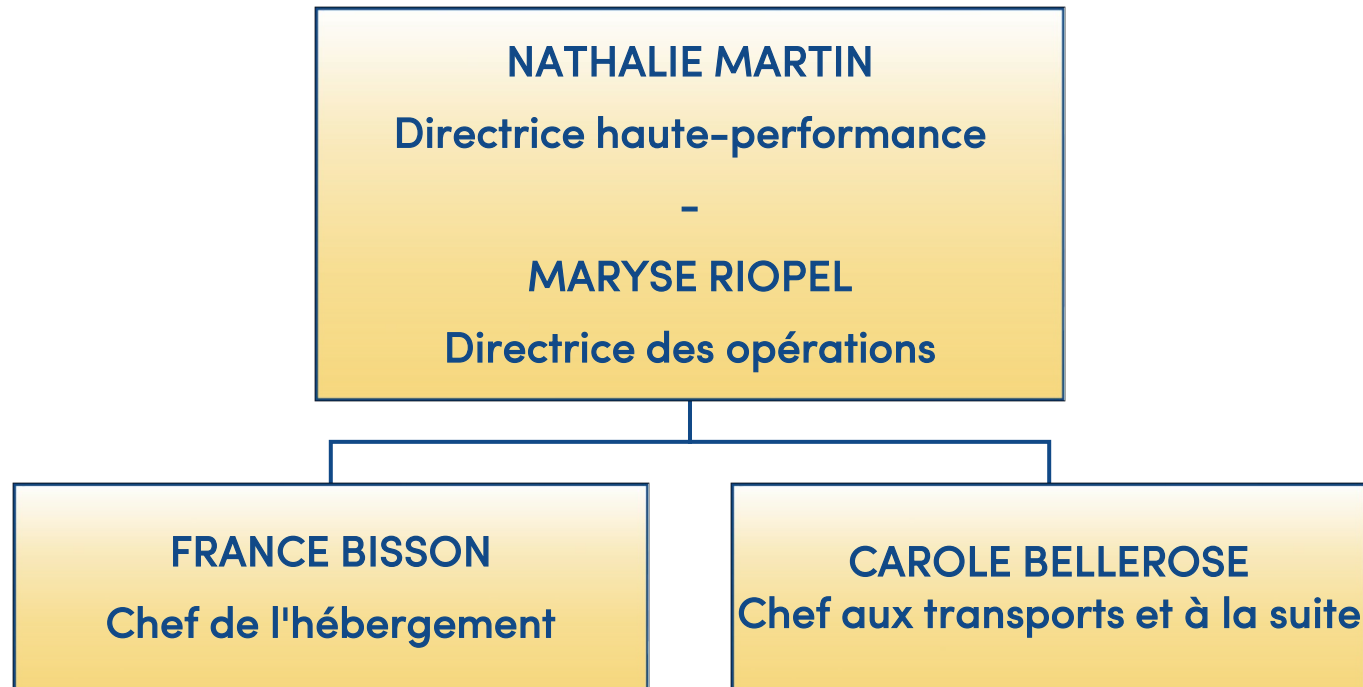 NATHALIE MARTIN
Directrice haute-performance
-
MARYSE RIOPEL
Directrice des opérations
FRANCE BISSON
Chef de l'hébergement
CAROLE BELLEROSE
Chef aux transports et à la suite